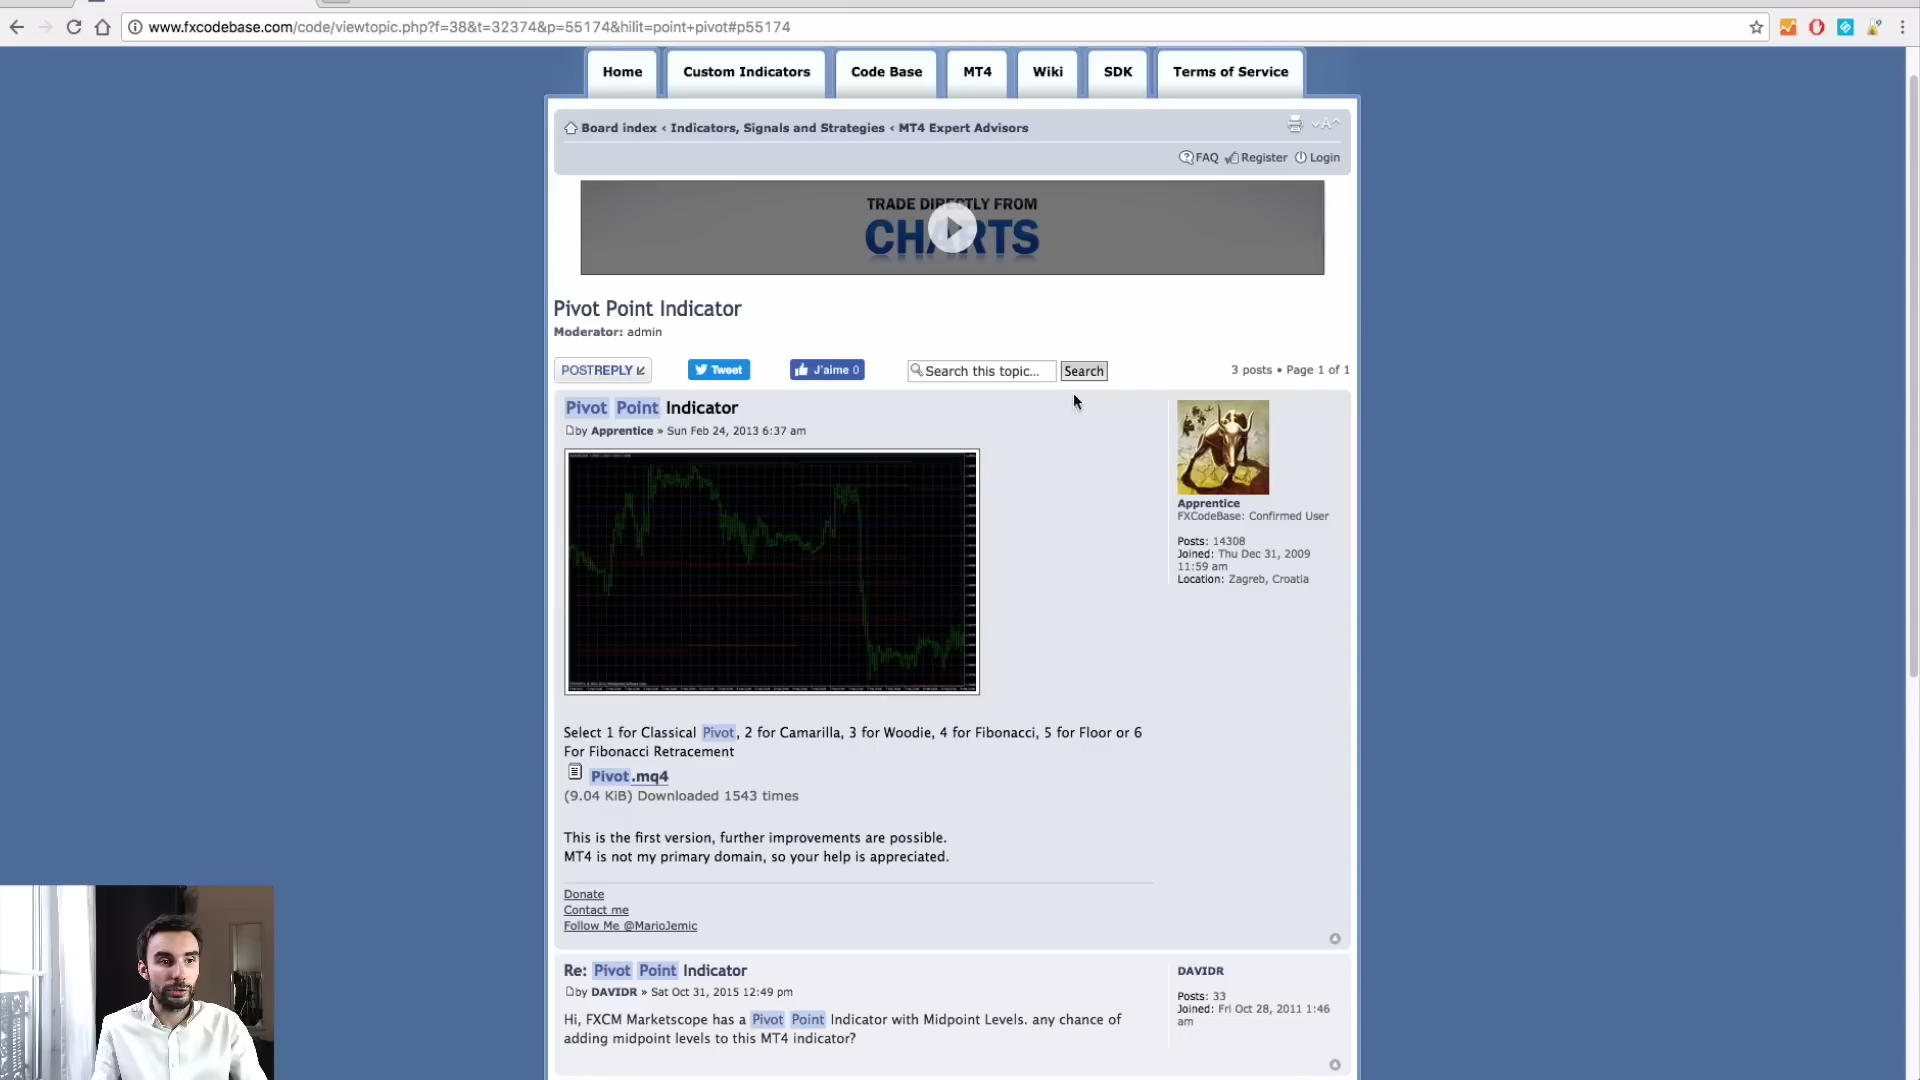 www.fxcodebase.com/code/viewtopic.php?f=38&t=32374&p=55174&hilit=point+pivot#p55174
Home
Custom Indicators
Code Base
MT4
Wiki
SDK
Terms of Service
Board index ‹ Indicators, Signals and Strategies ‹ MT4 Expert Advisors
FAQ Register Login
TRADE DIRECTLY FROM
CHARTS
Pivot Point Indicator
Moderator: admin
POSTREPLY
Tweet
J'aime 0
Search this topic...
Search
3 posts • Page 1 of 1
Pivot Point Indicator
by Apprentice » Sun Feb 24, 2013 6:37 am
Apprentice
FXCodeBase: Confirmed User
Posts: 14308
Joined: Thu Dec 31, 2009
11:59 am
Location: Zagreb, Croatia
Select 1 for Classical Pivot, 2 for Camarilla, 3 for Woodie, 4 for Fibonacci, 5 for Floor or 6
For Fibonacci Retracement
Pivot.mq4
(9.04 KiB) Downloaded 1543 times
This is the first version, further improvements are possible.
MT4 is not my primary domain, so your help is appreciated.
Donate
Contact me
Follow Me @MarioJemic
Re: Pivot Point Indicator
by DAVIDR » Sat Oct 31, 2015 12:49 pm
Hi, FXCM Marketscope has a Pivot Point Indicator with Midpoint Levels. any chance of
adding midpoint levels to this MT4 indicator?
DAVIDR
Posts: 33
Joined: Fri Oct 28, 2011 1:46
am